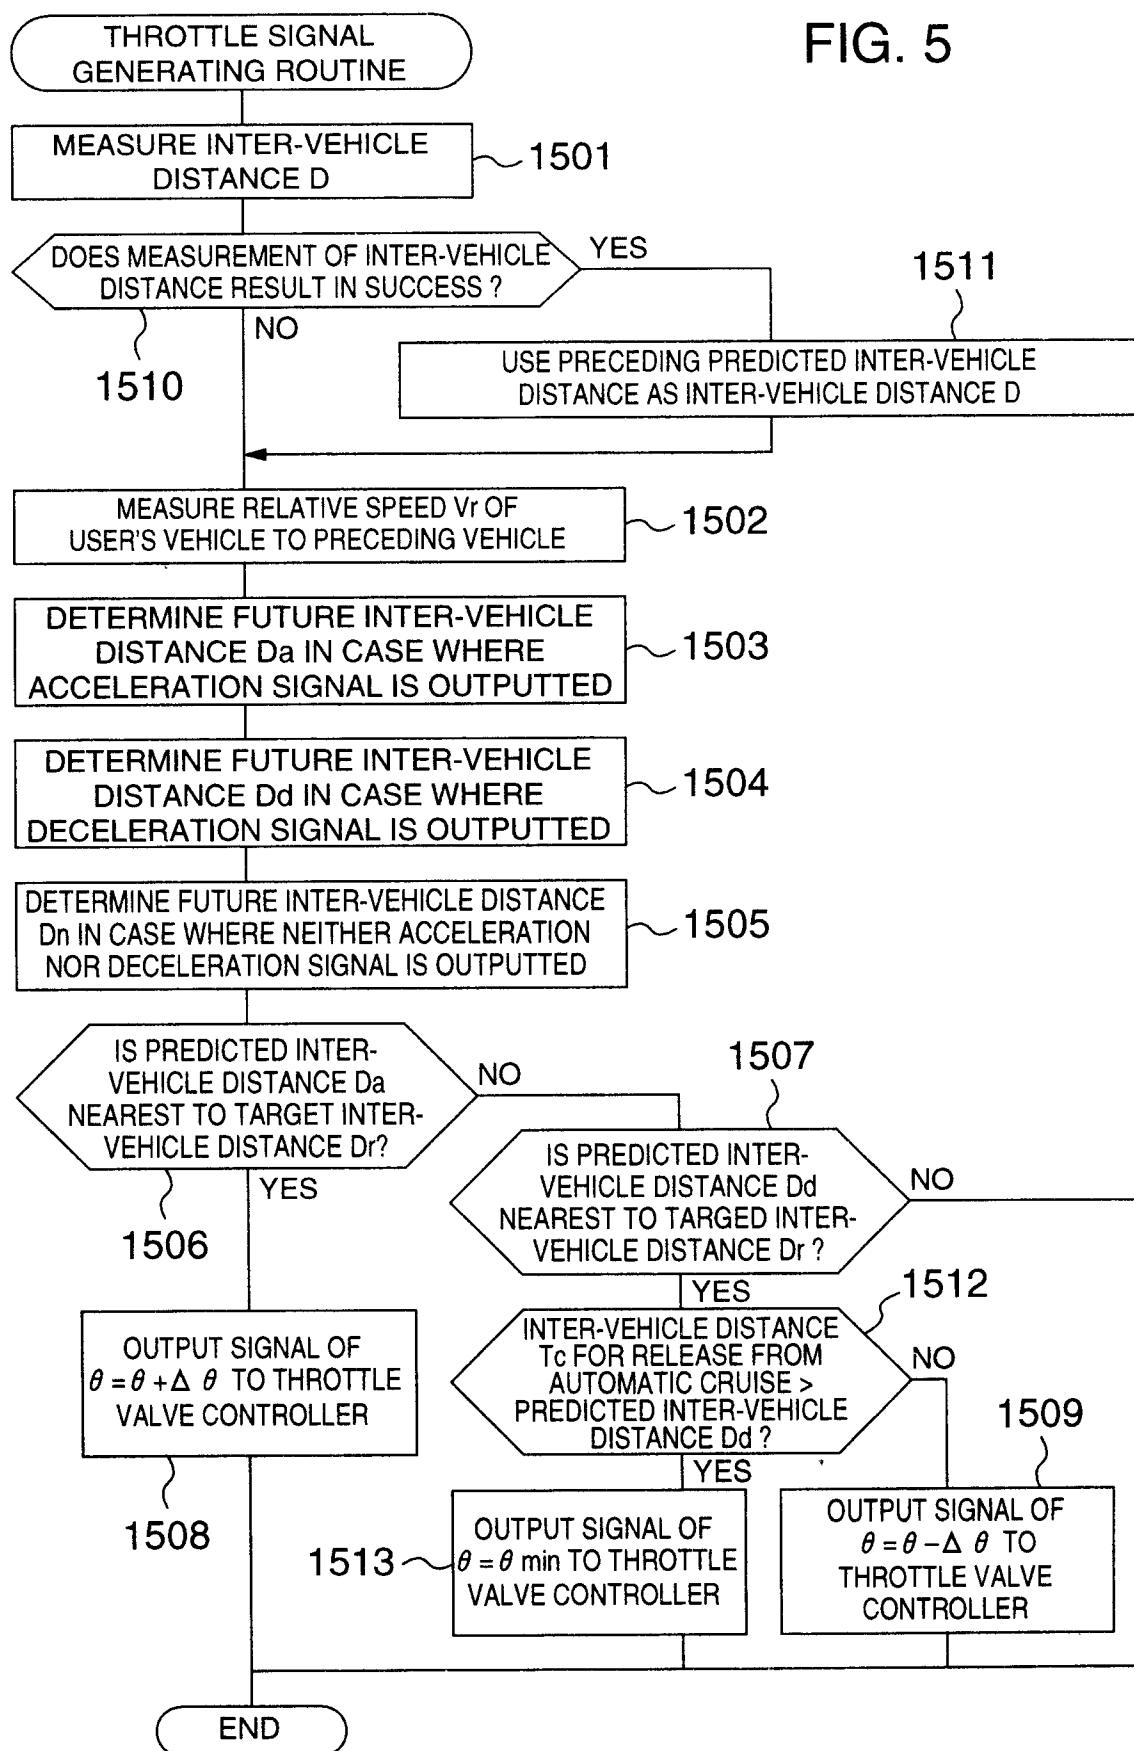 FIG. 5
THROTTLE SIGNAL
GENERATING ROUTINE
MEASURE INTER-VEHICLE
DISTANCE D
1501
DOES MEASUREMENT OF INTER-VEHICLE
DISTANCE RESULT IN SUCCESS ?
YES
NO
1510
1511
USE PRECEDING PREDICTED INTER-VEHICLE
DISTANCE AS INTER-VEHICLE DISTANCE D
MEASURE RELATIVE SPEED Vr OF
USER'S VEHICLE TO PRECEDING VEHICLE
1502
DETERMINE FUTURE INTER-VEHICLE
DISTANCE Da IN CASE WHERE
ACCELERATION SIGNAL IS OUTPUTTED
1503
DETERMINE FUTURE INTER-VEHICLE
DISTANCE Dd IN CASE WHERE
DECELERATION SIGNAL IS OUTPUTTED
1504
DETERMINE FUTURE INTER-VEHICLE DISTANCE
Dn IN CASE WHERE NEITHER ACCELERATION
NOR DECELERATION SIGNAL IS OUTPUTTED
1505
IS PREDICTED INTER-
VEHICLE DISTANCE Da
NEAREST TO TARGET INTER-
VEHICLE DISTANCE Dr?
NO
YES
1506
1507
IS PREDICTED INTER-
VEHICLE DISTANCE Dd
NEAREST TO TARGED INTER-
VEHICLE DISTANCE Dr ?
NO
YES
1512
INTER-VEHICLE DISTANCE
Tc FOR RELEASE FROM
AUTOMATIC CRUISE >
PREDICTED INTER-VEHICLE
DISTANCE Dd ?
NO
YES
OUTPUT SIGNAL OF
θ = θ + Δ θ TO THROTTLE
VALVE CONTROLLER
1508
OUTPUT SIGNAL OF
θ = θ min TO THROTTLE
VALVE CONTROLLER
1513
1509
OUTPUT SIGNAL OF
θ = θ − Δ θ TO
THROTTLE VALVE
CONTROLLER
END